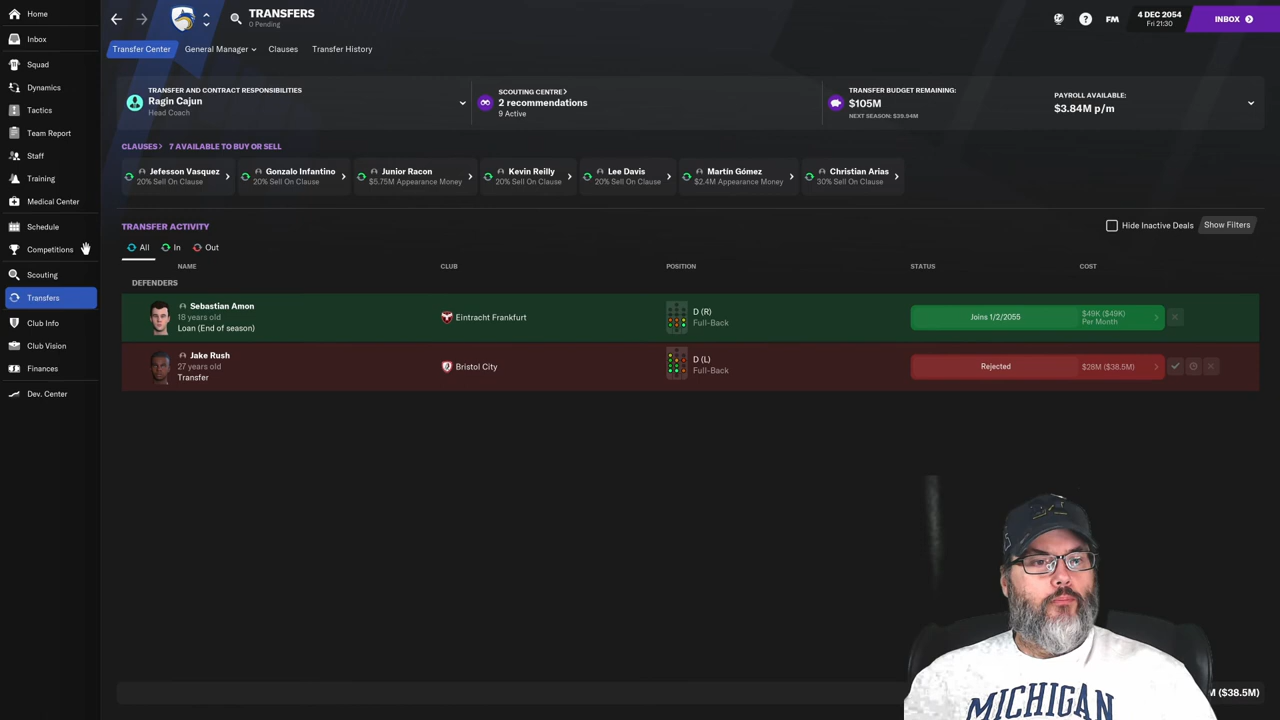 Home
TRANSFERS
0 Pending
FM
4 DEC 2054
Fri 21:30
INBOX
Inbox
Transfer Center
General Manager
Clauses
Transfer History
Squad
Dynamics
Tactics
Team Report
Staff
Training
Medical Center
Schedule
Competitions
Scouting
Transfers
Club Info
Club Vision
Finances
Dev. Center
TRANSFER AND CONTRACT RESPONSIBILITIES
Ragin Cajun
Head Coach
SCOUTING CENTRE
2 recommendations
9 Active
TRANSFER BUDGET REMAINING:
$105M
NEXT SEASON: $39.94M
PAYROLL AVAILABLE:
$3.84M p/m
CLAUSES 7 AVAILABLE TO BUY OR SELL
Jefesson Vasquez
20% Sell On Clause
Gonzalo Infantino
20% Sell On Clause
Junior Racon
$5.75M Appearance Money
Kevin Reilly
20% Sell On Clause
Lee Davis
20% Sell On Clause
Martín Gómez
$2.4M Appearance Money
Christian Arias
30% Sell On Clause
TRANSFER ACTIVITY
Hide Inactive Deals
Show Filters
All In Out
NAME CLUB POSITION STATUS COST
DEFENDERS
Sebastian Amon
18 years old
Loan (End of season)
Eintracht Frankfurt
D (R)
Full-Back
Joins 1/2/2055
$49K ($49K)
Per Month
Jake Rush
27 years old
Transfer
Bristol City
D (L)
Full-Back
Rejected
$28M ($38.5M)
M ($38.5M)
MICHIGAN